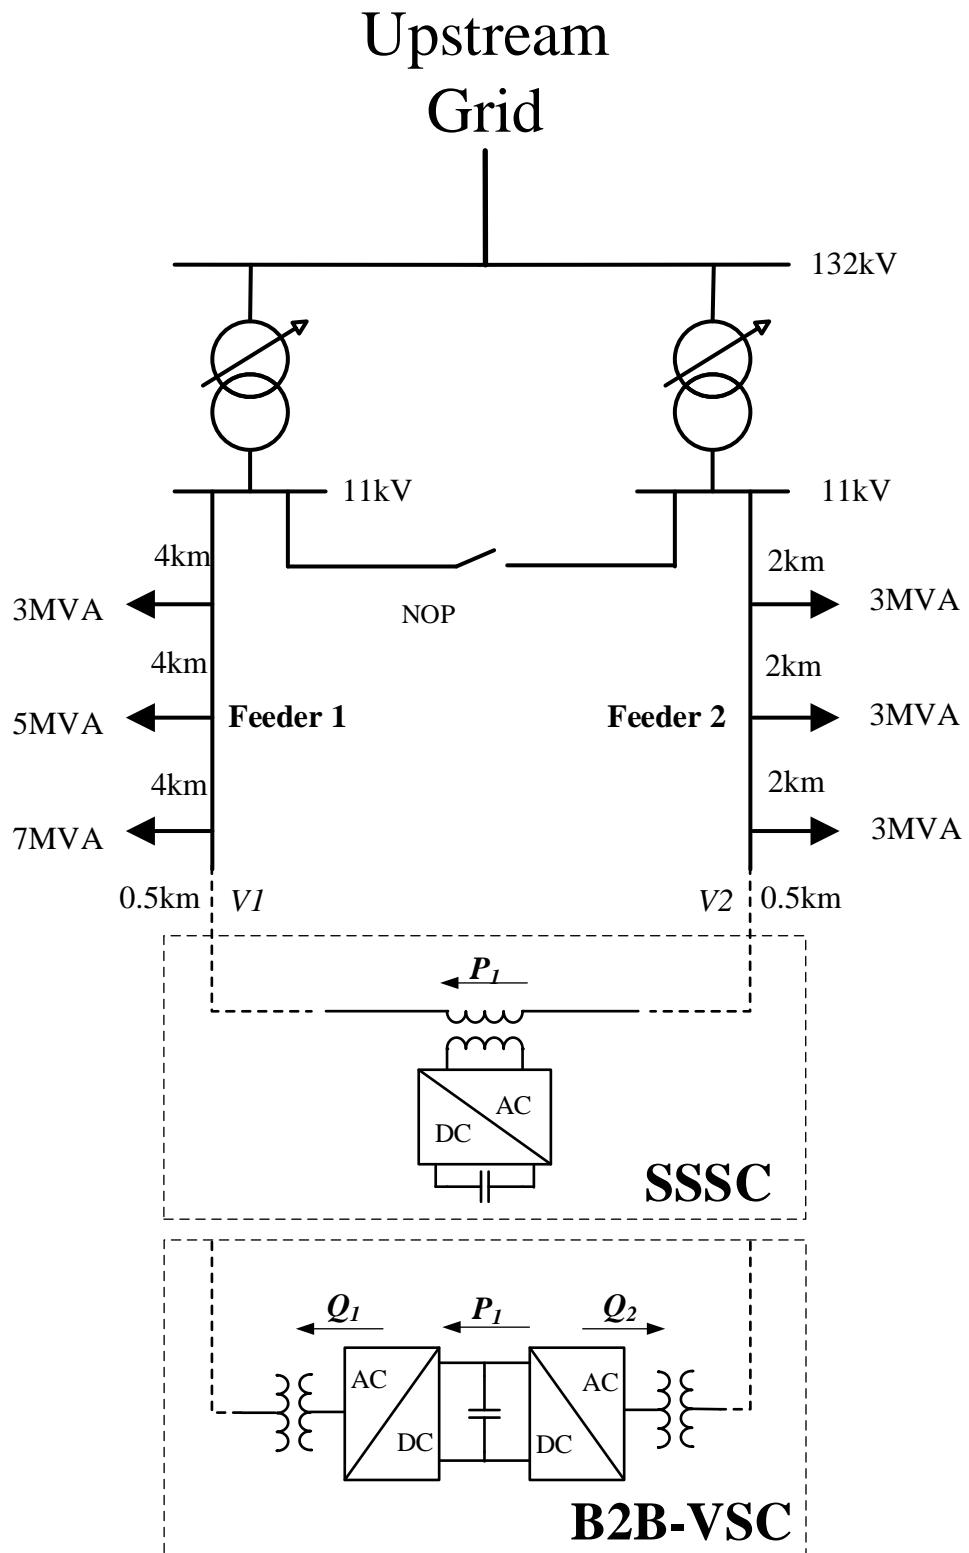 Upstream
Grid
132kV
11kV
11kV
4km
2km
3MVA
NOP
3MVA
4km
2km
5MVA
Feeder 1
Feeder 2
3MVA
4km
2km
7MVA
3MVA
0.5km
V1
V2
0.5km
P1
AC
DC
SSSC
Q1
P1
Q2
AC
DC
AC
DC
B2B-VSC